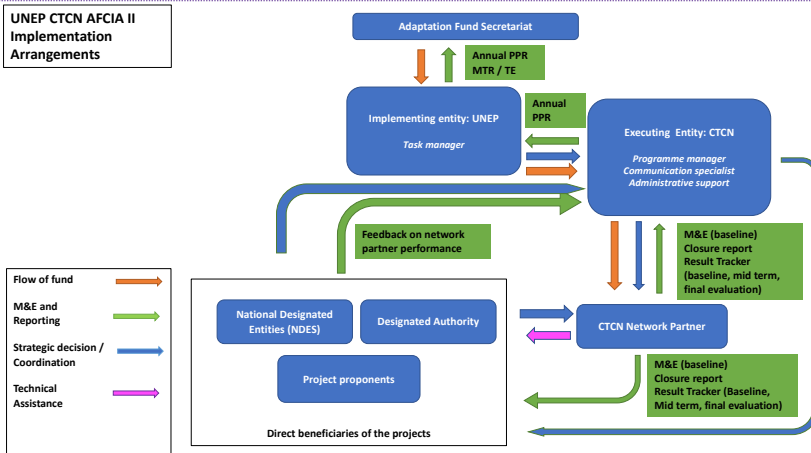 UNEP CTCN AFCIA II
Implementation
Arrangements
Adaptation Fund Secretariat
Annual PPR
MTR / TE
Implementing entity: UNEP
Task manager
Annual
PPR
Executing Entity: CTCN
Programme manager
Communication specialist
Administrative support
Feedback on network
partner performance
M&E (baseline)
Closure report
Result Tracker
(baseline, mid term,
final evaluation)
Flow of fund
M&E and
Reporting
Strategic decision /
Coordination
Technical
Assistance
National Designated
Entities (NDES)
Designated Authority
Project proponents
Direct beneficiaries of the projects
CTCN Network Partner
M&E (baseline)
Closure report
Result Tracker (Baseline,
Mid term, final evaluation)